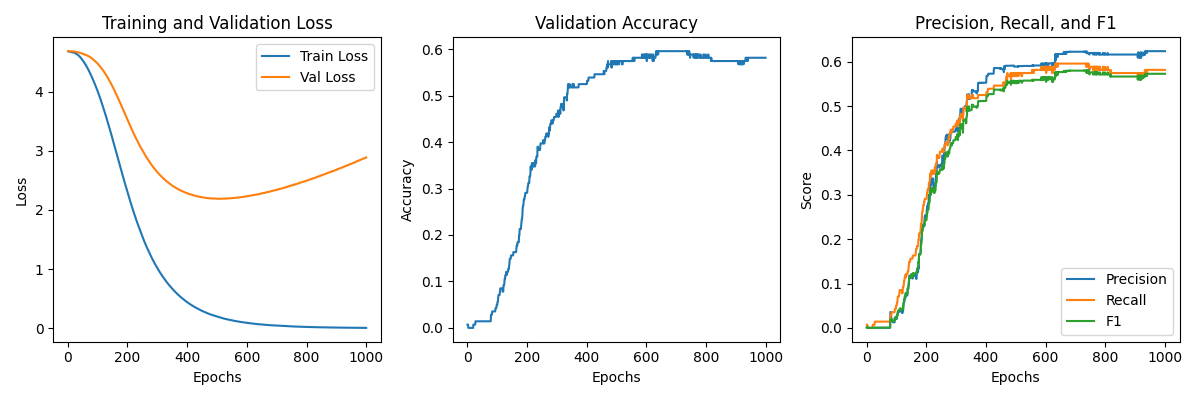 Training and Validation Loss
Train Loss
Val Loss
4
3
2
1
0
Loss
0 200 400 600 800 1000
Epochs
Validation Accuracy
0.6
0.5
0.4
0.3
0.2
0.1
0.0
Accuracy
0 200 400 600 800 1000
Epochs
Precision, Recall, and F1
0.6
0.5
0.4
0.3
0.2
0.1
0.0
Score
Precision
Recall
F1
0 200 400 600 800 1000
Epochs